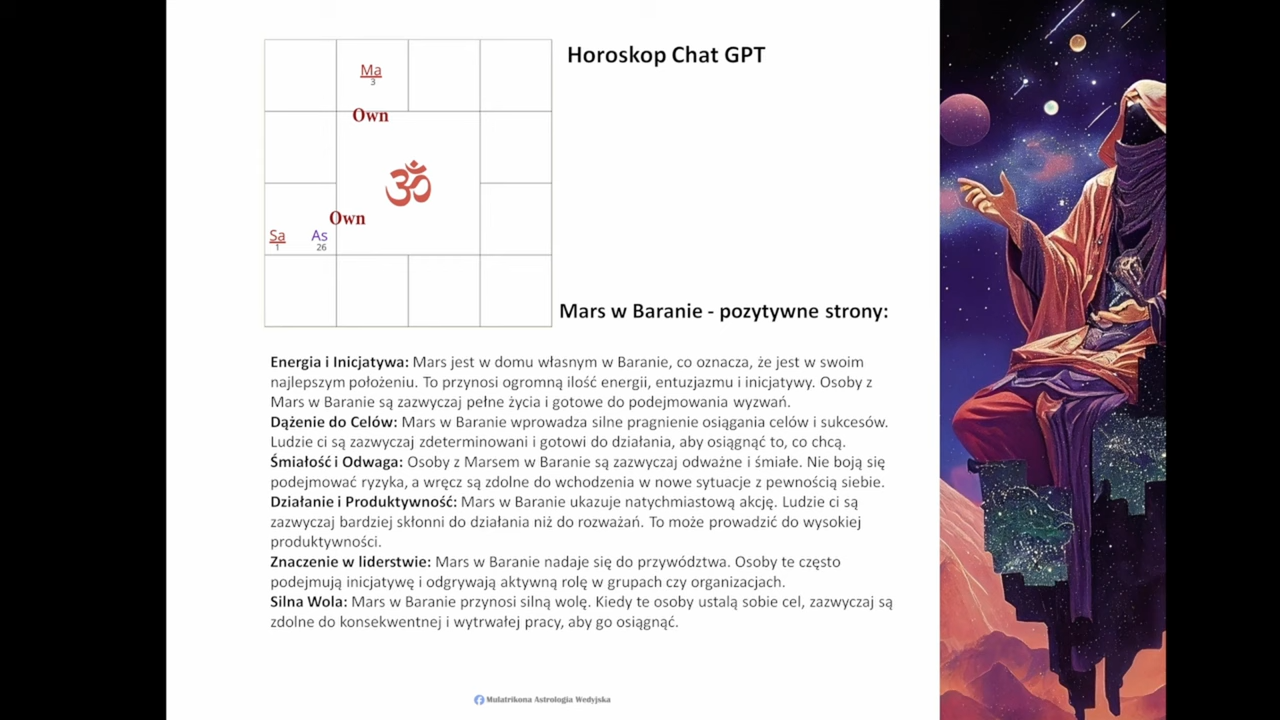 Horoskop Chat GPT
Ma
3
Own
ॐ
Own
Sa As
1 26
Mars w Baranie - pozytywne strony:
Energia i Inicjatywa: Mars jest w domu własnym w Baranie, co oznacza, że jest w swoim
najlepszym położeniu. To przynosi ogromną ilość energii, entuzjazmu i inicjatywy. Osoby z
Mars w Baranie są zazwyczaj pełne życia i gotowe do podejmowania wyzwań.
Dążenie do Celów: Mars w Baranie wprowadza silne pragnienie osiągania celów i sukcesów.
Ludzie ci są zazwyczaj zdeterminowani i gotowi do działania, aby osiągnąć to, co chcą.
Śmiałość i Odwaga: Osoby z Marsem w Baranie są zazwyczaj odważne i śmiałe. Nie boją się
podejmować ryzyka, a wręcz są zdolne do wchodzenia w nowe sytuacje z pewnością siebie.
Działanie i Produktywność: Mars w Baranie ukazuje natychmiastową akcję. Ludzie ci są
zazwyczaj bardziej skłonni do działania niż do rozważań. To może prowadzić do wysokiej
produktywności.
Znaczenie w liderstwie: Mars w Baranie nadaje się do przywództwa. Osoby te często
podejmują inicjatywę i odgrywają aktywną rolę w grupach czy organizacjach.
Silna Wola: Mars w Baranie przynosi silną wolę. Kiedy te osoby ustalą sobie cel, zazwyczaj są
zdolne do konsekwentnej i wytrwałej pracy, aby go osiągnąć.
Mulatrikona Astrologia Wedyjska